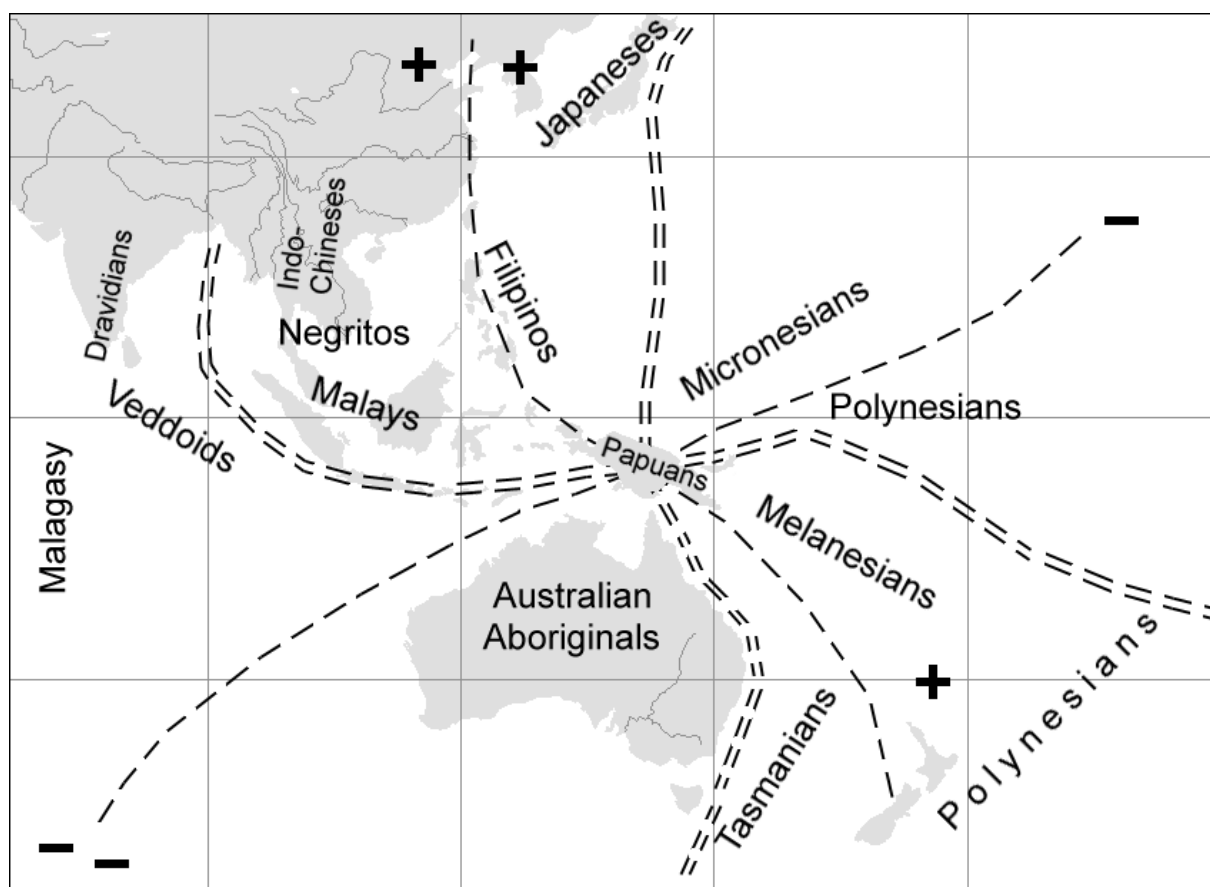 +
+
Japaneses
−
Indo-
Chineses
Dravidians
Filipinos
Negritos
Micronesians
Malays
Veddoids
Polynesians
Papuans
Malagasy
Melanesians
Australian
Aboriginals
+
Polynesians
Tasmanians
−
−